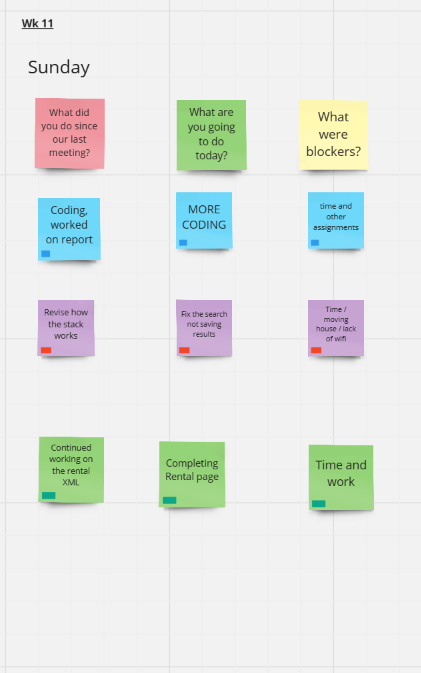 Wk 11
Sunday
What did
you do since
our last
meeting?
What are
you going
to do
today?
What
were
blockers?
Coding,
worked
on report
MORE
CODING
time and
other
assignments
Revise how
the stack
works
Fix the search
not saving
results
Time /
moving
house / lack
of wifi
Continued
working on
the rental
XML
Completing
Rental page
Time and
work